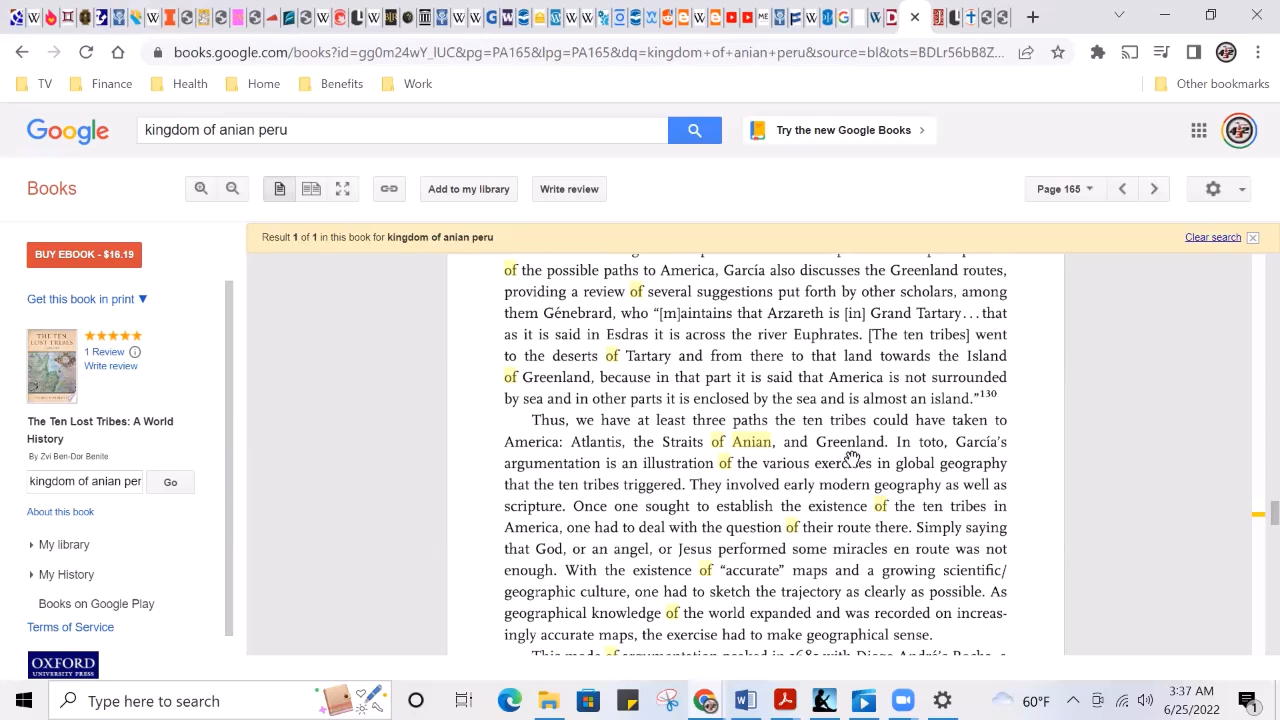 books.google.com/books?id=gg0m24wY_lUC&pg=PA165&lpg=PA165&dq=kingdom+of+anian+peru&source=bl&ots=BDLr56bB8Z...
TV Finance Health Home Benefits Work Other bookmarks
Google kingdom of anian peru Try the new Google Books
Books Add to my library Write review Page 165
Result 1 of 1 in this book for kingdom of anian peru Clear search
BUY EBOOK - $16.19
Get this book in print ▼
THE TEN
LOST TRIBES
1 Review
Write review
The Ten Lost Tribes: A World
History
By Zvi Ben-Dor Benite
kingdom of anian per Go
About this book
My library
My History
Books on Google Play
Terms of Service
OXFORD
UNIVERSITY PRESS
of the possible paths to America, García also discusses the Greenland routes,
providing a review of several suggestions put forth by other scholars, among
them Génebrard, who “[m]aintains that Arzareth is [in] Grand Tartary...that
as it is said in Esdras it is across the river Euphrates. [The ten tribes] went
to the deserts of Tartary and from there to that land towards the Island
of Greenland, because in that part it is said that America is not surrounded
by sea and in other parts it is enclosed by the sea and is almost an island.”130
Thus, we have at least three paths the ten tribes could have taken to
America: Atlantis, the Straits of Anian, and Greenland. In toto, García’s
argumentation is an illustration of the various exercises in global geography
that the ten tribes triggered. They involved early modern geography as well as
scripture. Once one sought to establish the existence of the ten tribes in
America, one had to deal with the question of their route there. Simply saying
that God, or an angel, or Jesus performed some miracles en route was not
enough. With the existence of “accurate” maps and a growing scientific/
geographic culture, one had to sketch the trajectory as clearly as possible. As
geographical knowledge of the world expanded and was recorded on increas-
ingly accurate maps, the exercise had to make geographical sense.
Type here to search 60°F 3:37 AM
6/25/2022